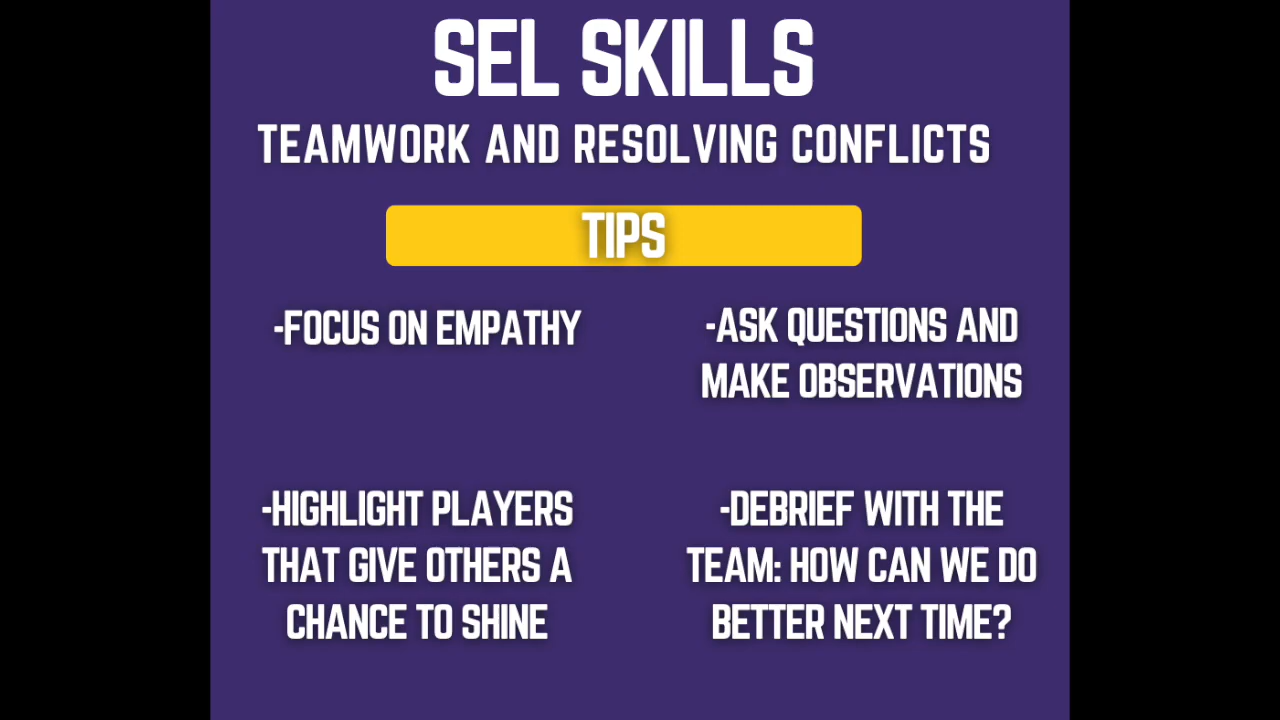 SEL SKILLS
TEAMWORK AND RESOLVING CONFLICTS
TIPS
-FOCUS ON EMPATHY
-ASK QUESTIONS AND
MAKE OBSERVATIONS
-HIGHLIGHT PLAYERS
THAT GIVE OTHERS A
CHANCE TO SHINE
-DEBRIEF WITH THE
TEAM: HOW CAN WE DO
BETTER NEXT TIME?